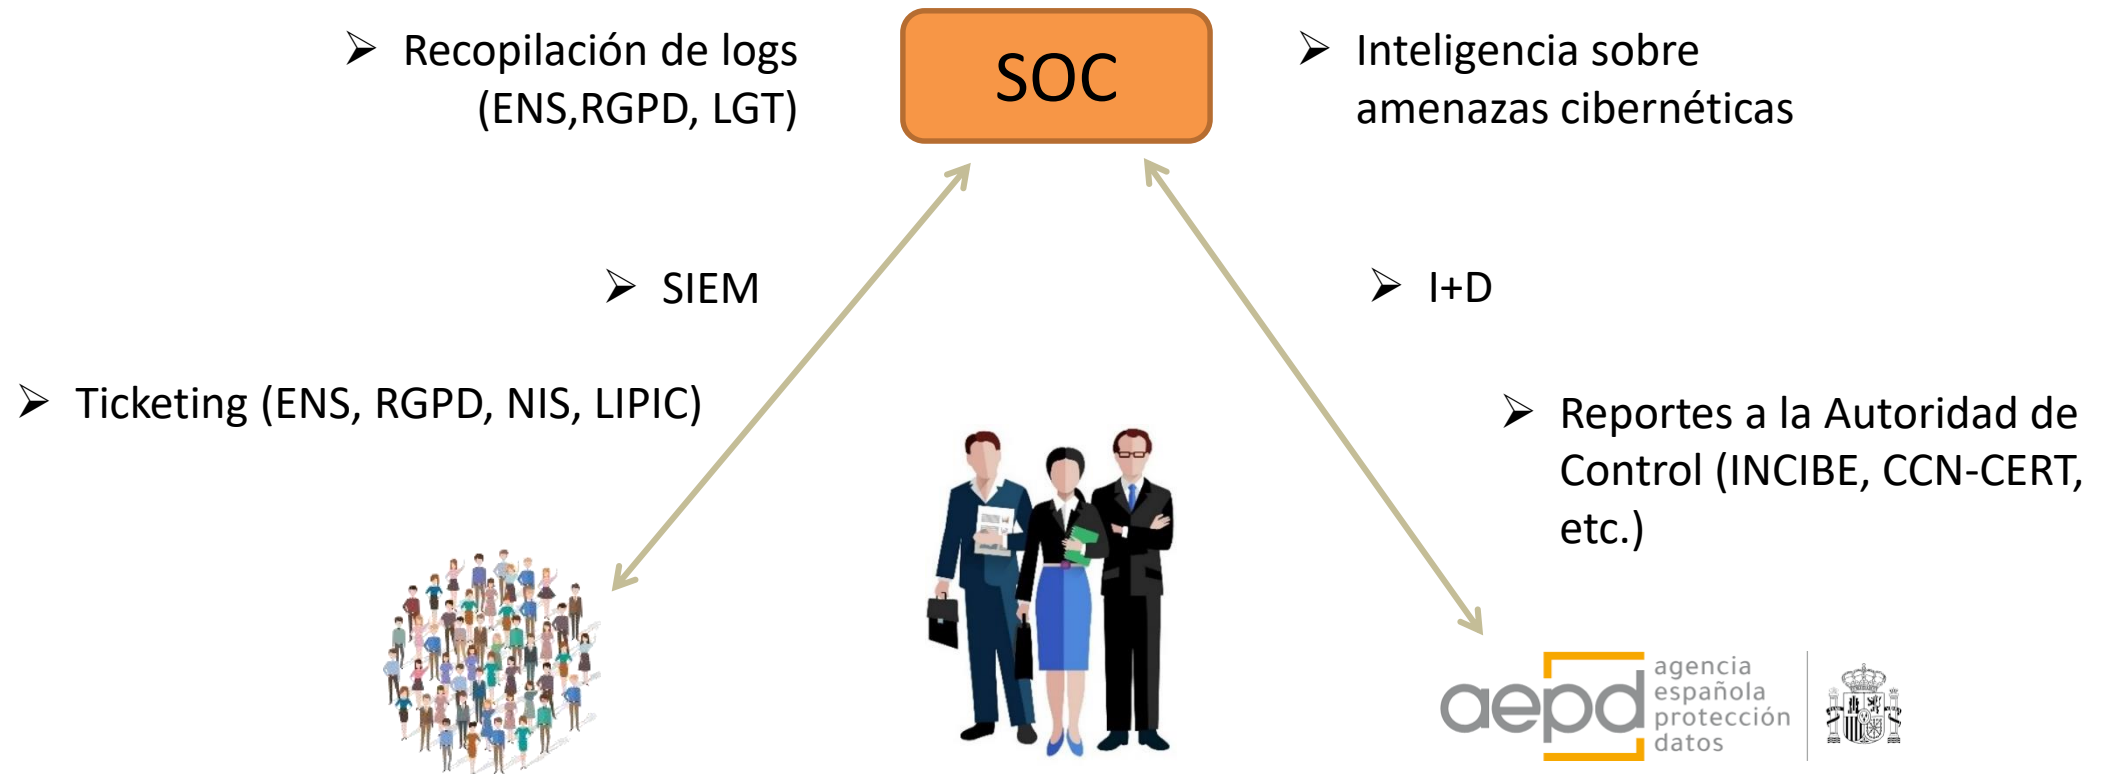 ➢ Recopilación de logs
(ENS,RGPD, LGT)
SOC
➢ Inteligencia sobre
amenazas cibernéticas
➢ SIEM
➢ I+D
➢ Ticketing (ENS, RGPD, NIS, LIPIC)
➢ Reportes a la Autoridad de
Control (INCIBE, CCN-CERT,
etc.)
aepd
agencia
española
protección
datos